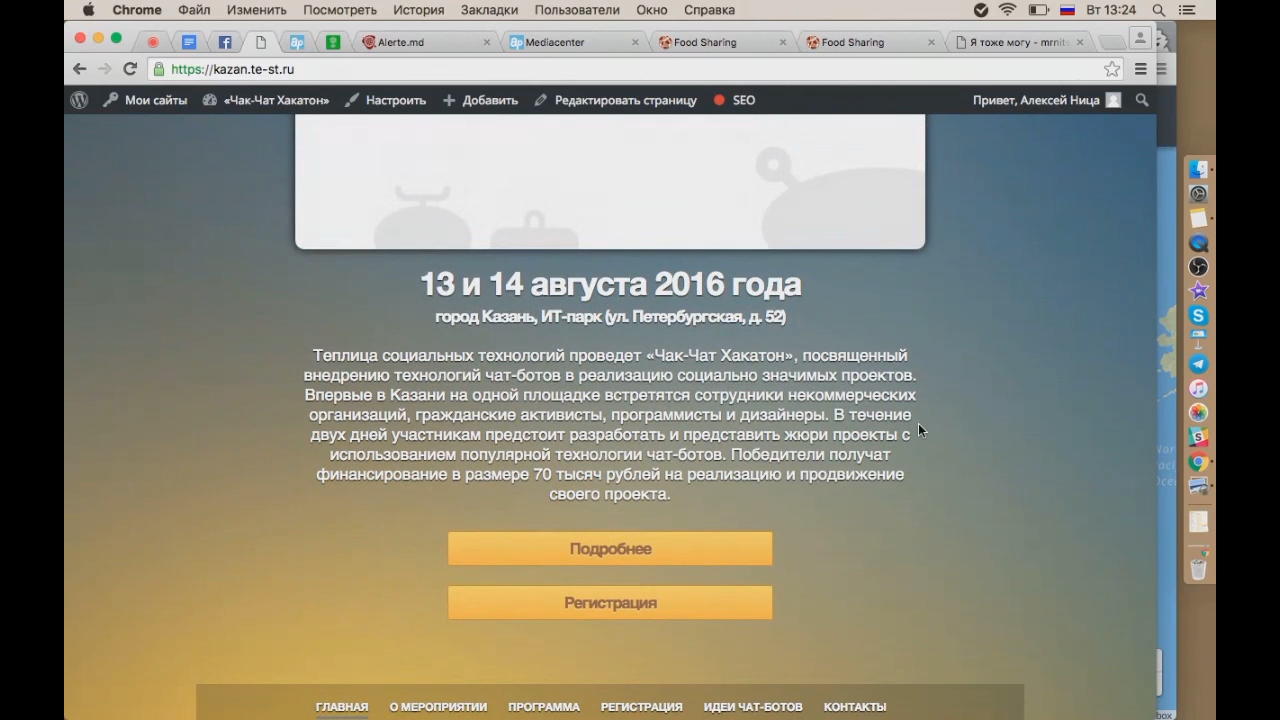 Chrome Файл Изменить Посмотреть История Закладки Пользователи Окно Справка Вт 13:24
Alerte.md Mediacenter Food Sharing Food Sharing Я тоже могу - mrnits
https://kazan.te-st.ru
Мои сайты «Чак-Чат Хакатон» Настроить Добавить Редактировать страницу SEO Привет, Алексей Ница
13 и 14 августа 2016 года
город Казань, ИТ-парк (ул. Петербургская, д. 52)
Теплица социальных технологий проведет «Чак-Чат Хакатон», посвященный
внедрению технологий чат-ботов в реализацию социально значимых проектов.
Впервые в Казани на одной площадке встретятся сотрудники некоммерческих
организаций, гражданские активисты, программисты и дизайнеры. В течение
двух дней участникам предстоит разработать и представить жюри проекты с
использованием популярной технологии чат-ботов. Победители получат
финансирование в размере 70 тысяч рублей на реализацию и продвижение
своего проекта.
Подробнее
Регистрация
ГЛАВНАЯ О МЕРОПРИЯТИИ ПРОГРАММА РЕГИСТРАЦИЯ ИДЕИ ЧАТ-БОТОВ КОНТАКТЫ